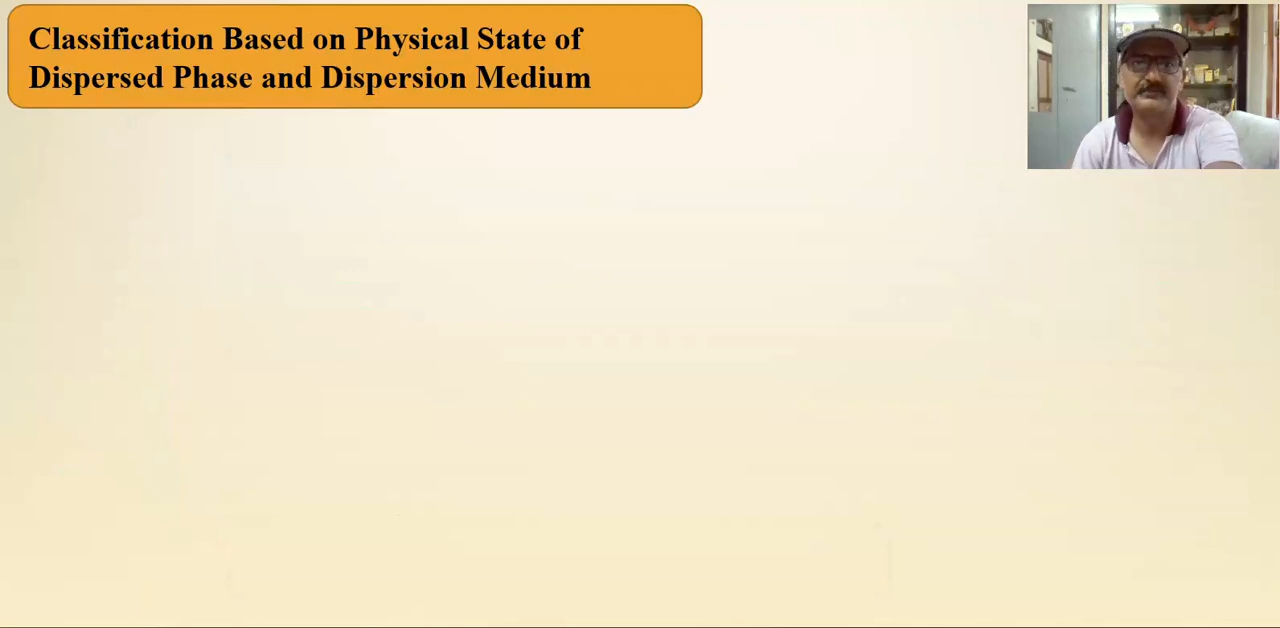 Classification Based on Physical State of
Dispersed Phase and Dispersion Medium